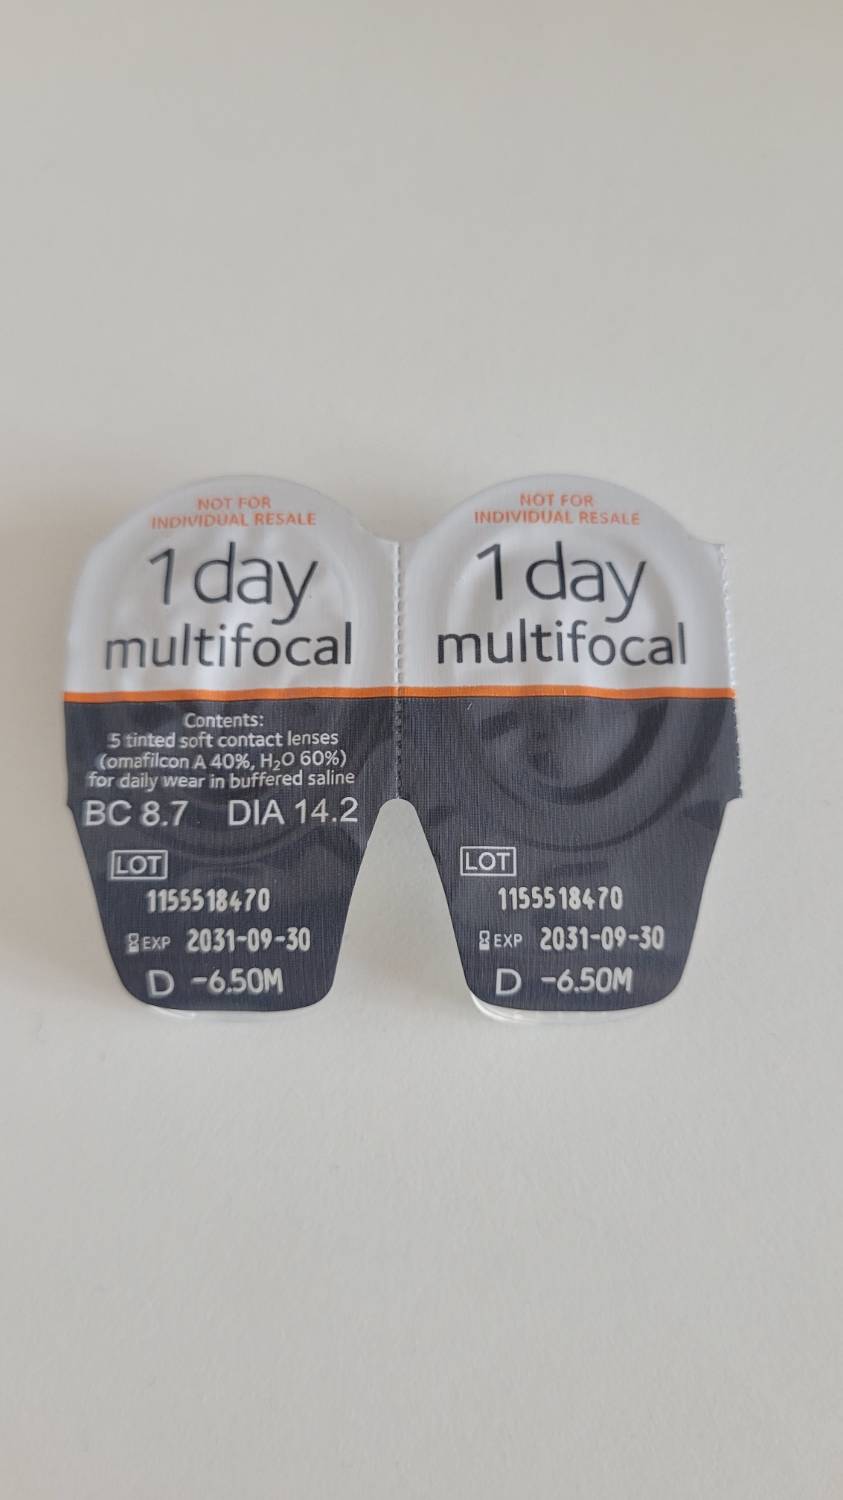 NOT FOR
INDIVIDUAL RESALE
1 day
multifocal
Contents:
5 tinted soft contact lenses
(omafilcon A 40%, H₂O 60%)
for daily wear in buffered saline
BC 8.7 DIA 14.2
LOT
1155518470
EXP 2031-09-30
D -6.50M
NOT FOR
INDIVIDUAL RESALE
1 day
multifocal
LOT
1155518470
EXP 2031-09-30
D -6.50M